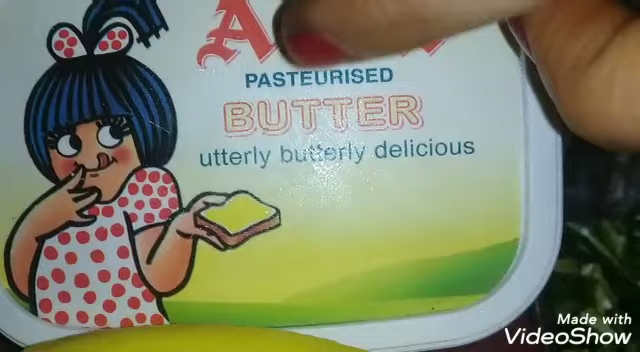 PASTEURISED
BUTTER
utterly butterly delicious
Made with
VideoShow